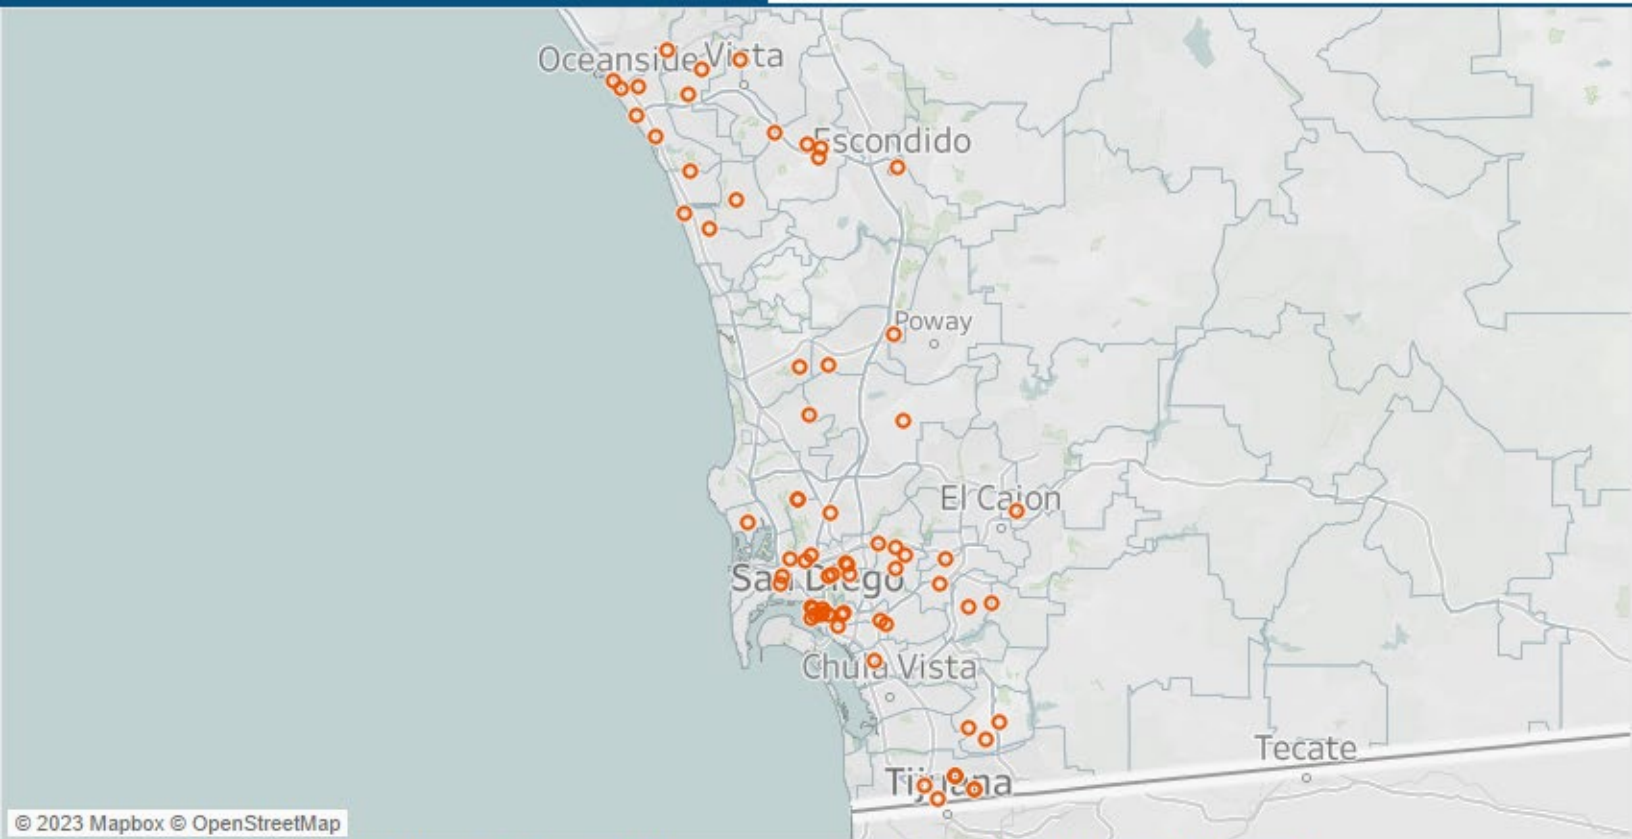 Oceanside
Vista
Escondido
Poway
El Cajon
San Diego
Chula Vista
Tecate
Tijuana
© 2023 Mapbox © OpenStreetMap